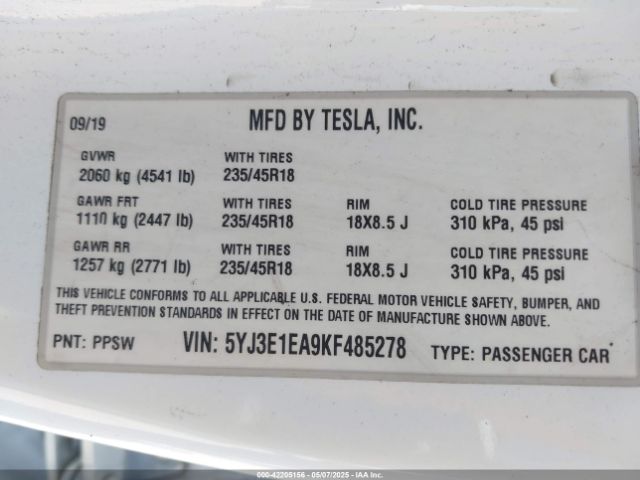 09/19 MFD BY TESLA, INC.
GVWR WITH TIRES
2060 kg (4541 lb) 235/45R18
GAWR FRT WITH TIRES RIM COLD TIRE PRESSURE
1110 kg (2447 lb) 235/45R18 18X8.5 J 310 kPa, 45 psi
GAWR RR WITH TIRES RIM COLD TIRE PRESSURE
1257 kg (2771 lb) 235/45R18 18X8.5 J 310 kPa, 45 psi
THIS VEHICLE CONFORMS TO ALL APPLICABLE U.S. FEDERAL MOTOR VEHICLE SAFETY, BUMPER, AND
THEFT PREVENTION STANDARDS IN EFFECT ON THE DATE OF MANUFACTURE SHOWN ABOVE.
PNT: PPSW VIN: 5YJ3E1EA9KF485278 TYPE: PASSENGER CAR
000-42205156 - 05/07/2025 - IAA Inc.